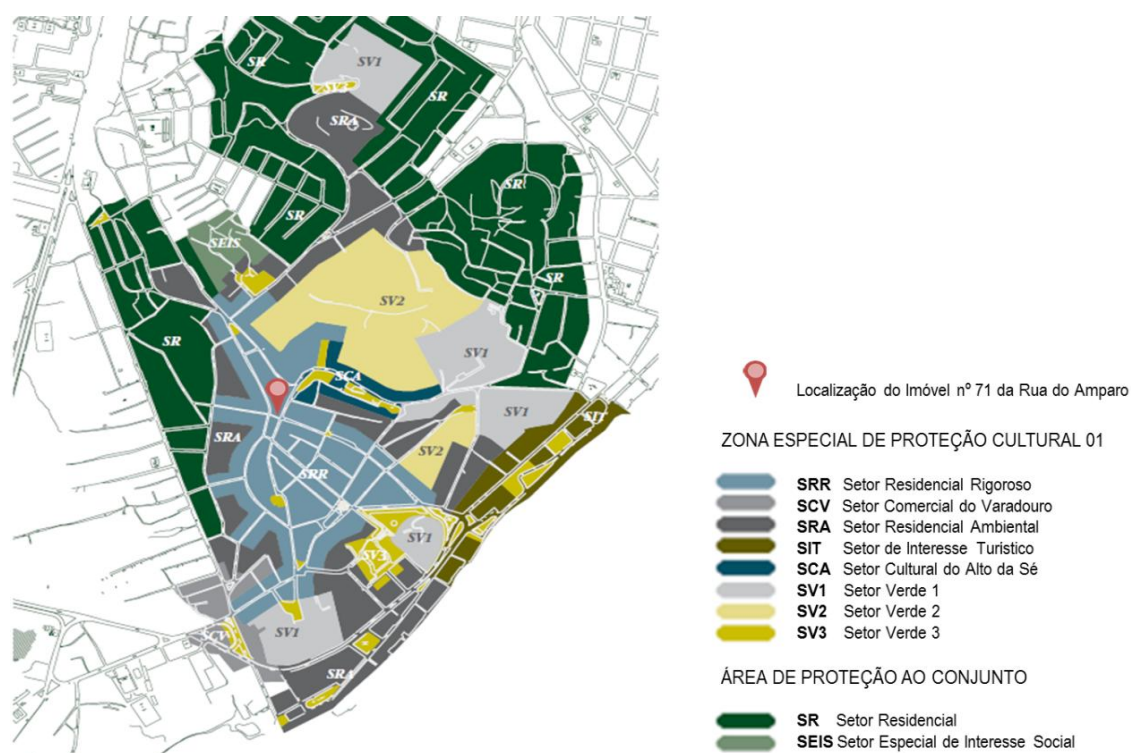 SR
SV1
SR
SRA
SR
SR
SEIS
SR
SV2
SR
SV1
SCA
SV1
SIT
SRA
SV2
SRR
SV1
SV3
SCV
SV1
SRA
Localização do Imóvel nº 71 da Rua do Amparo
ZONA ESPECIAL DE PROTEÇÃO CULTURAL 01
SRR Setor Residencial Rigoroso
SCV Setor Comercial do Varadouro
SRA Setor Residencial Ambiental
SIT Setor de Interesse Turistico
SCA Setor Cultural do Alto da Sé
SV1 Setor Verde 1
SV2 Setor Verde 2
SV3 Setor Verde 3
ÁREA DE PROTEÇÃO AO CONJUNTO
SR Setor Residencial
SEIS Setor Especial de Interesse Social